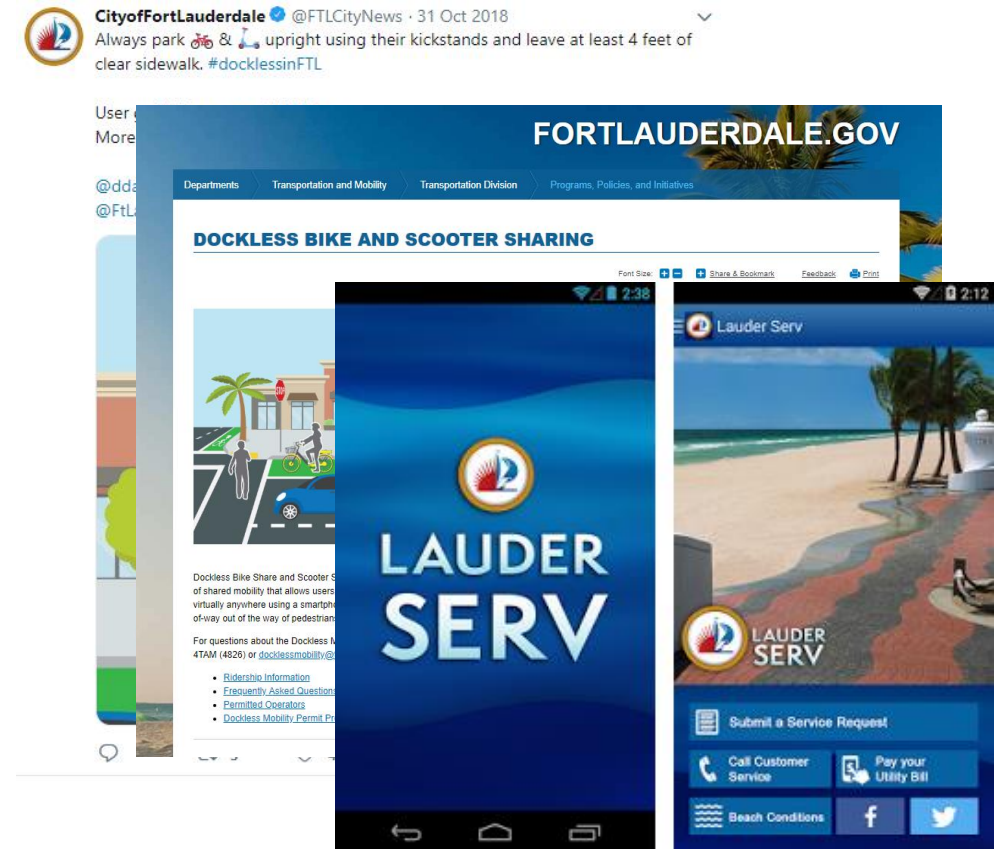 CityofFortLauderdale @FTLCityNews · 31 Oct 2018
Always park & upright using their kickstands and leave at least 4 feet of
clear sidewalk. #docklessinFTL
User
More
@dda
@FtLa
FORTLAUDERDALE.GOV
Departments Transportation and Mobility Transportation Division Programs, Policies, and Initiatives
DOCKLESS BIKE AND SCOOTER SHARING
Font Size: Share & Bookmark Feedback Print
STOP
Dockless Bike Share and Scooter S
of shared mobility that allows users
virtually anywhere using a smartpho
of-way out of the way of pedestrian
For questions about the Dockless M
4TAM (4826) or docklessmobility@
Ridership Information
Frequently Asked Questions
Permitted Operators
Dockless Mobility Permit Pr
2:38
LAUDER
SERV
2:12
Lauder Serv
LAUDER
SERV
Submit a Service Request
Call Customer
Service
Pay your
Utility Bill
Beach Conditions